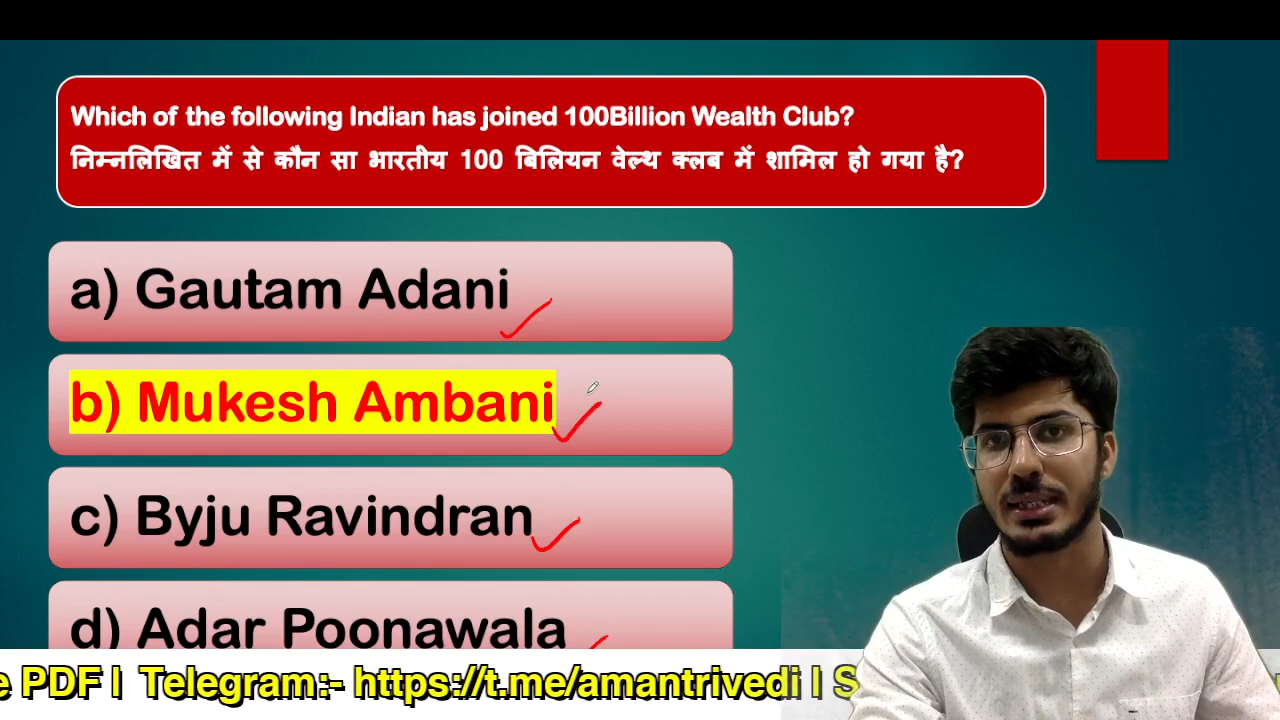 Which of the following Indian has joined 100Billion Wealth Club?
निम्नलिखित में से कौन सा भारतीय 100 बिलियन वेल्थ क्लब में शामिल हो गया है?
a) Gautam Adani
b) Mukesh Ambani
c) Byju Ravindran
d) Adar Poonawala
e PDF | Telegram:- https://t.me/amantrivedi | S